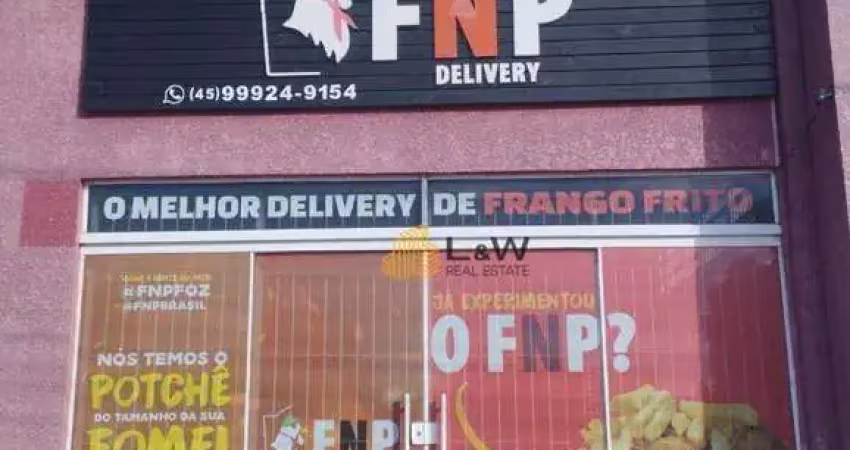 FNP
DELIVERY
(45)99924-9154
O MELHOR DELIVERY DE FRANGO FRITO
L&W
REAL ESTATE
@FNPFOZ
@FNPBRASIL
JÁ EXPERIMENTOU
O FNP?
NÓS TEMOS O
POTCHÊ
DO TAMANHO DA SUA
FOME!
FNP